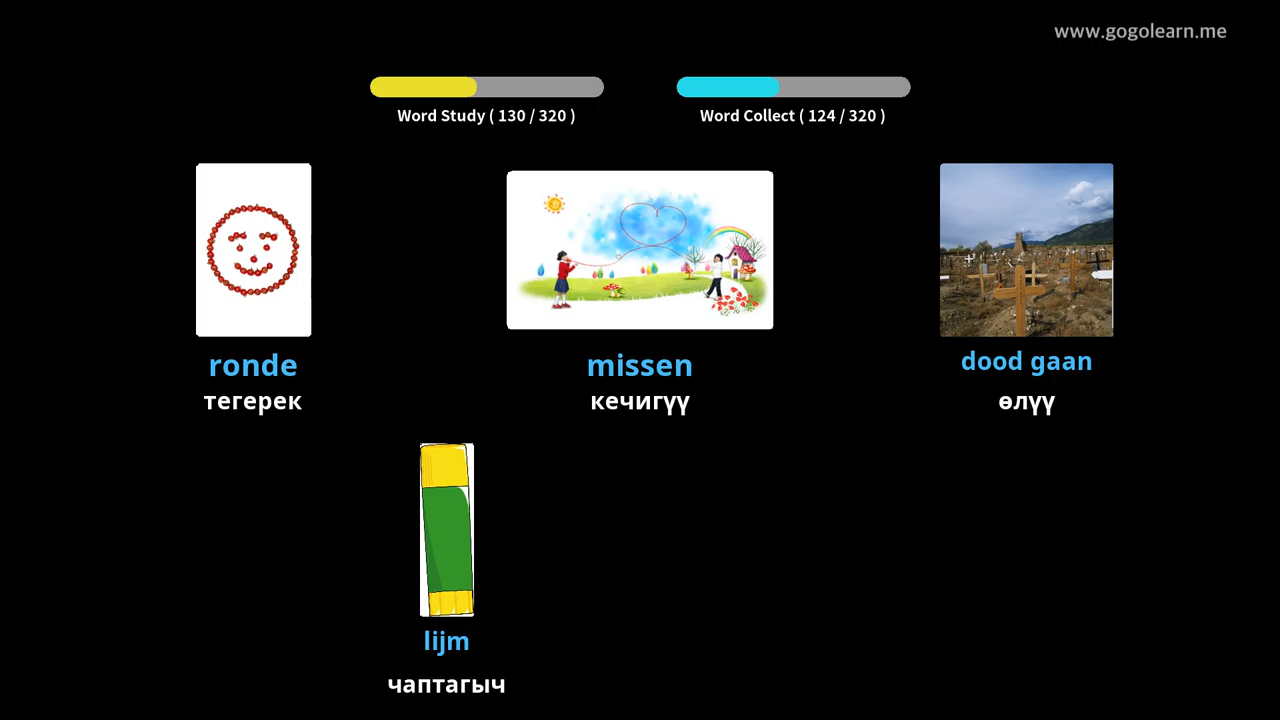 www.gogolearn.me
Word Study ( 130 / 320 )
Word Collect ( 124 / 320 )
ronde
тегерек
missen
кечигүү
dood gaan
өлүү
lijm
чаптагыч